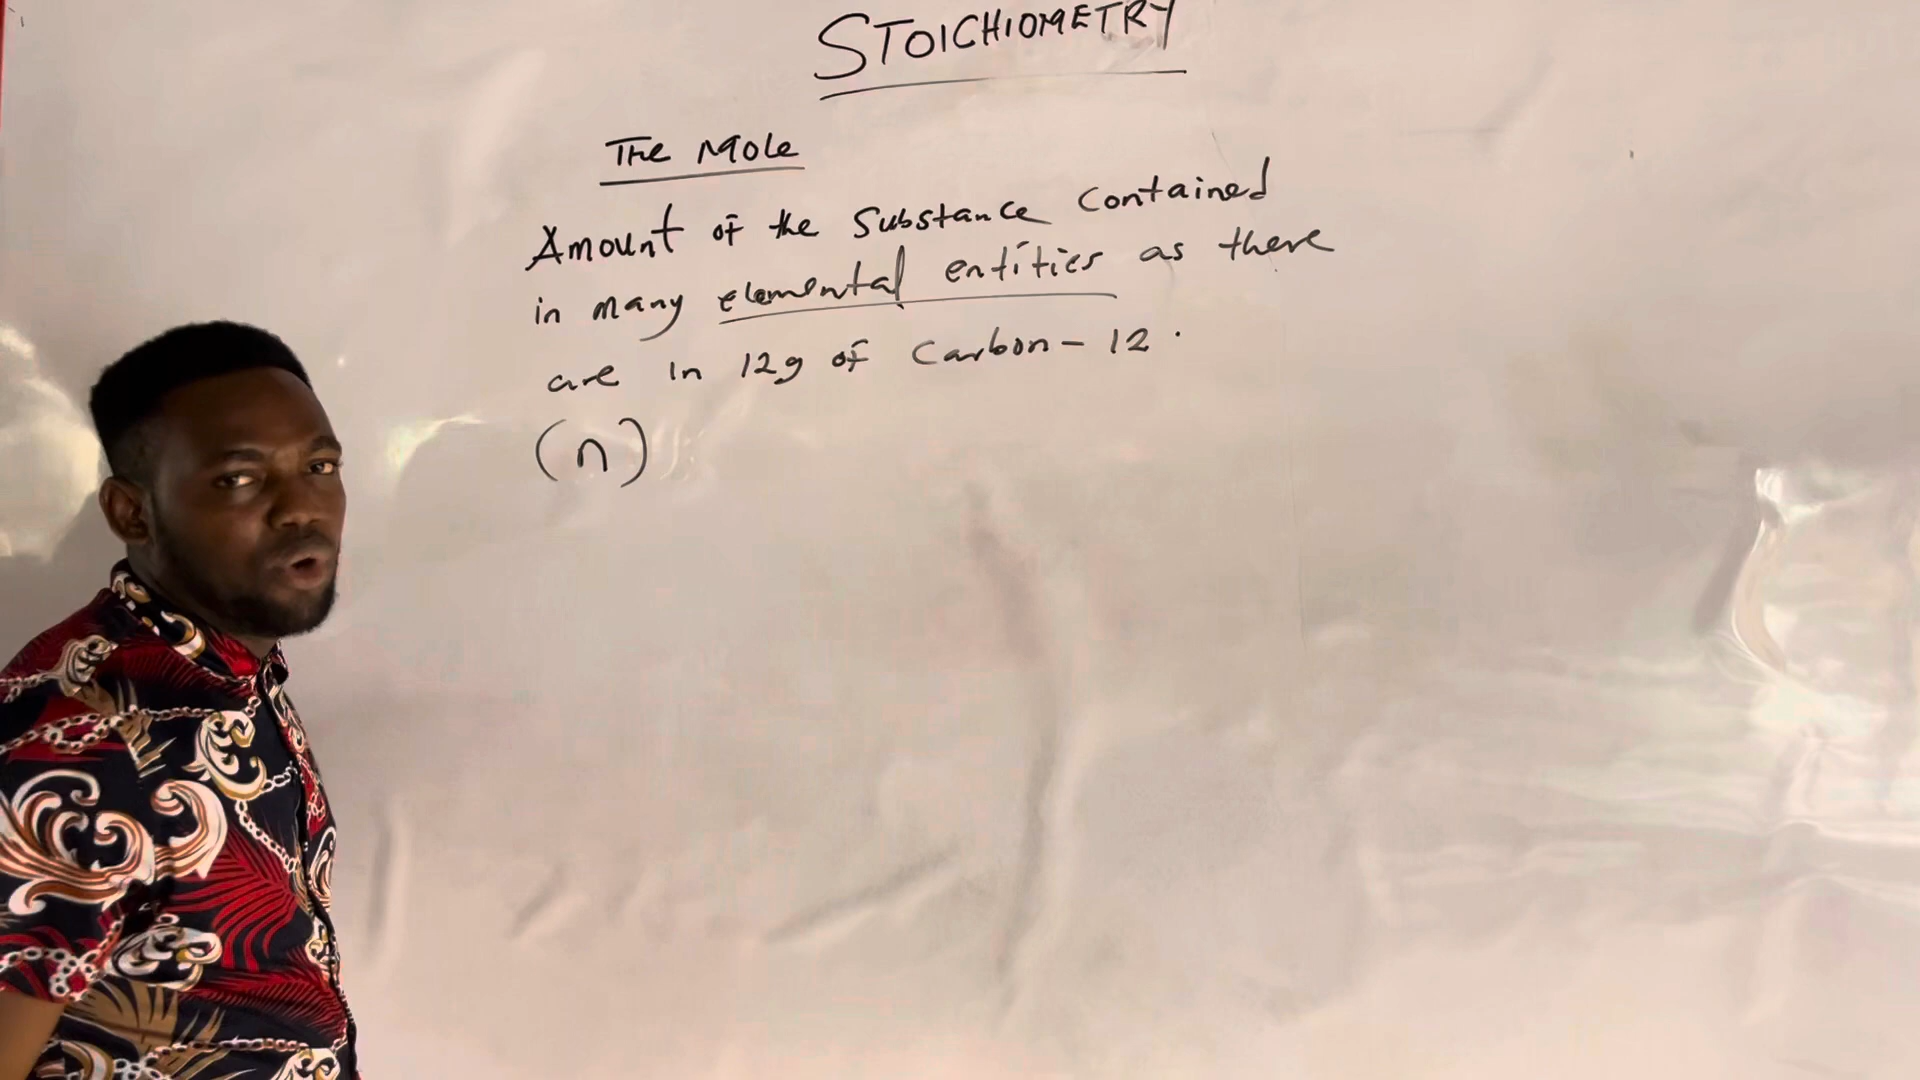 STOICHIOMETRY
The Mole
Amount of the Substance Contained
in many elemental entities as there
are in 12g of Carbon-12.
(n)